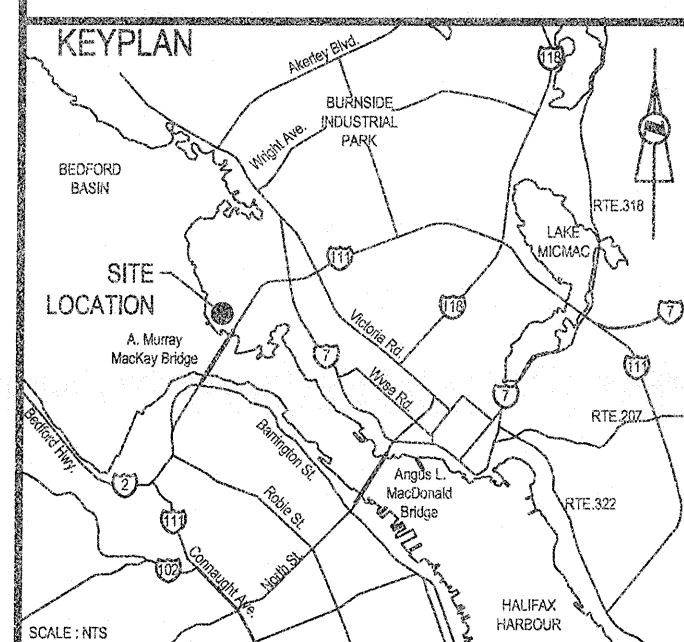 KEYPLAN
118
Akerley Blvd.
BURNSIDE
INDUSTRIAL
PARK
Wright Ave.
BEDFORD
BASIN
RTE.318
LAKE
MICMAC
111
SITE
LOCATION
118
7
Victoria Rd.
A. Murray
MacKay Bridge
7
111
Wyse Rd.
7
Bedford Hwy.
RTE.207
Barrington St.
2
Angus L.
MacDonald
Bridge
Robie St.
RTE.322
111
102
Connaught Ave.
North St.
HALIFAX
HARBOUR
SCALE : NTS